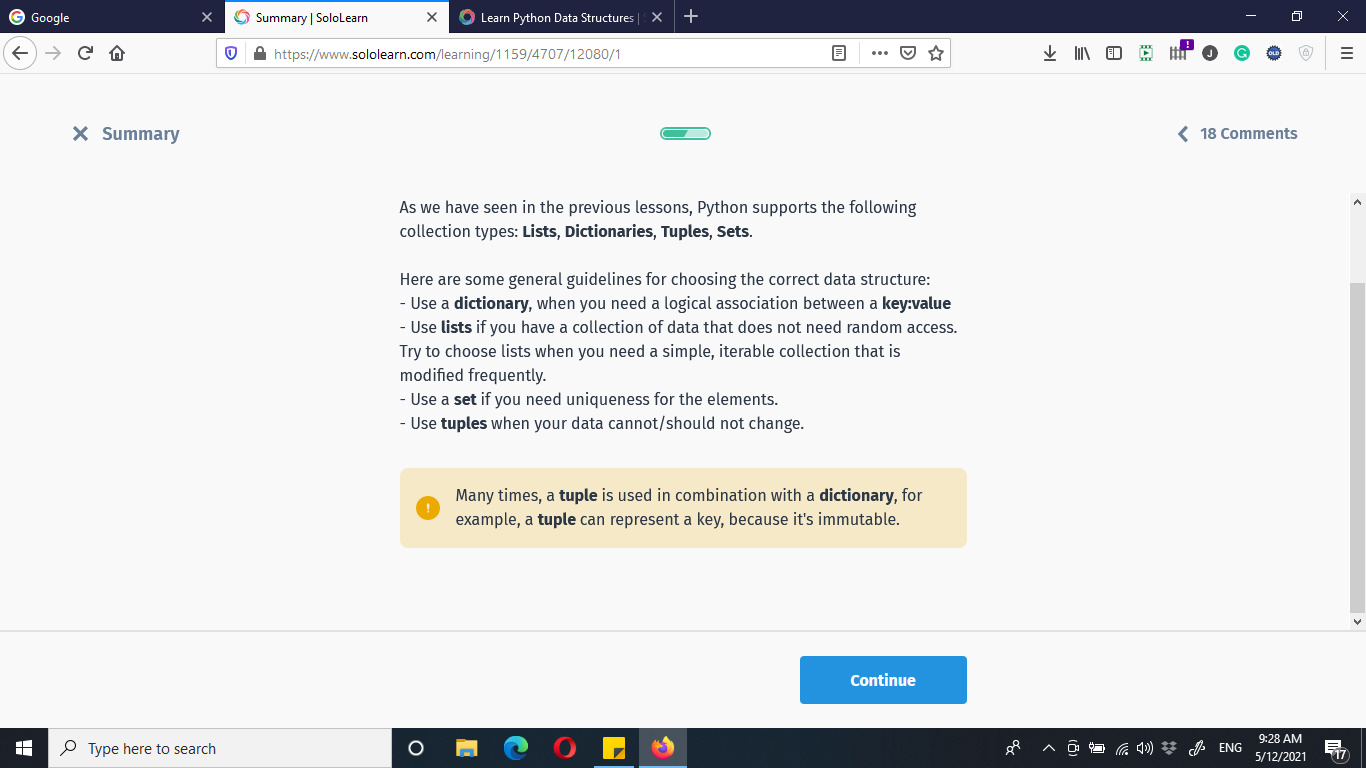 Google
Summary | SoloLearn
Learn Python Data Structures |
https://www.sololearn.com/learning/1159/4707/12080/1
Summary
18 Comments
As we have seen in the previous lessons, Python supports the following
collection types: Lists, Dictionaries, Tuples, Sets.
Here are some general guidelines for choosing the correct data structure:
- Use a dictionary, when you need a logical association between a key:value
- Use lists if you have a collection of data that does not need random access.
Try to choose lists when you need a simple, iterable collection that is
modified frequently.
- Use a set if you need uniqueness for the elements.
- Use tuples when your data cannot/should not change.
! Many times, a tuple is used in combination with a dictionary, for
example, a tuple can represent a key, because it's immutable.
Continue
Type here to search
ENG
9:28 AM
5/12/2021
17